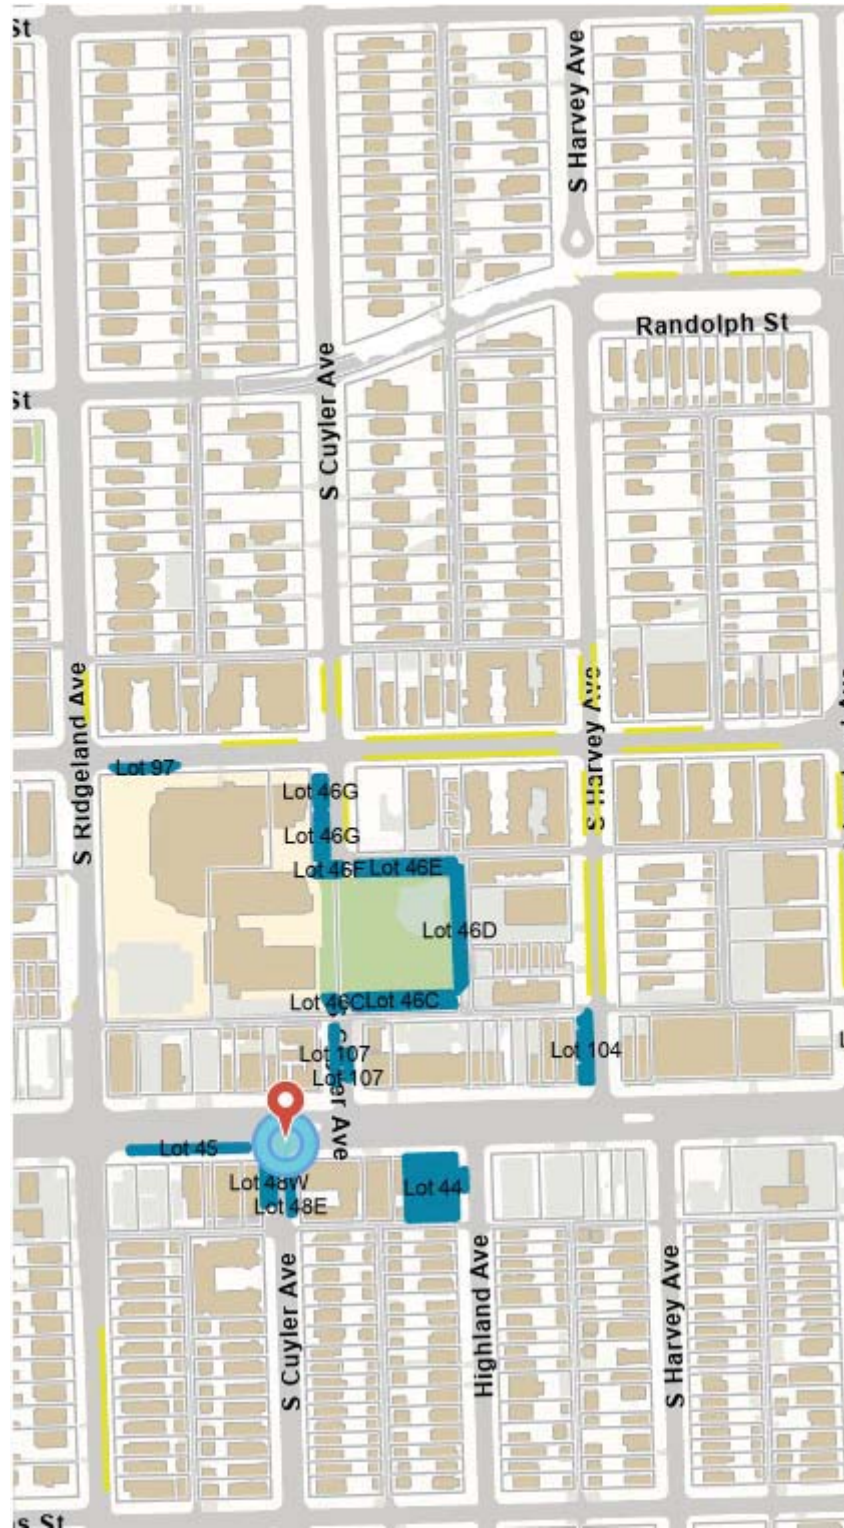 St
S Harvey Ave
Randolph St
St
S Cuyler Ave
S Ridgeland Ave
S Harvey Ave
Lot 97
Lot 46G
Lot 46G
Lot 46F
Lot 46E
Lot 46D
Lot 46C
Lot 46C
Lot 107
Lot 107
Lot 104
Lot 45
Lot 48W
Lot 48E
Lot 44
S Cuyler Ave
Highland Ave
S Harvey Ave
St